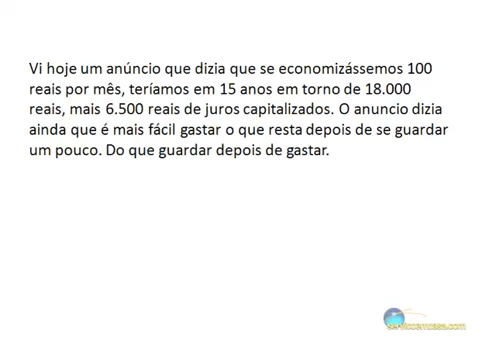 Vi hoje um anúncio que dizia que se economizássemos 100
reais por mês, teríamos em 15 anos em torno de 18.000
reais, mais 6.500 reais de juros capitalizados. O anuncio dizia
ainda que é mais fácil gastar o que resta depois de se guardar
um pouco. Do que guardar depois de gastar.